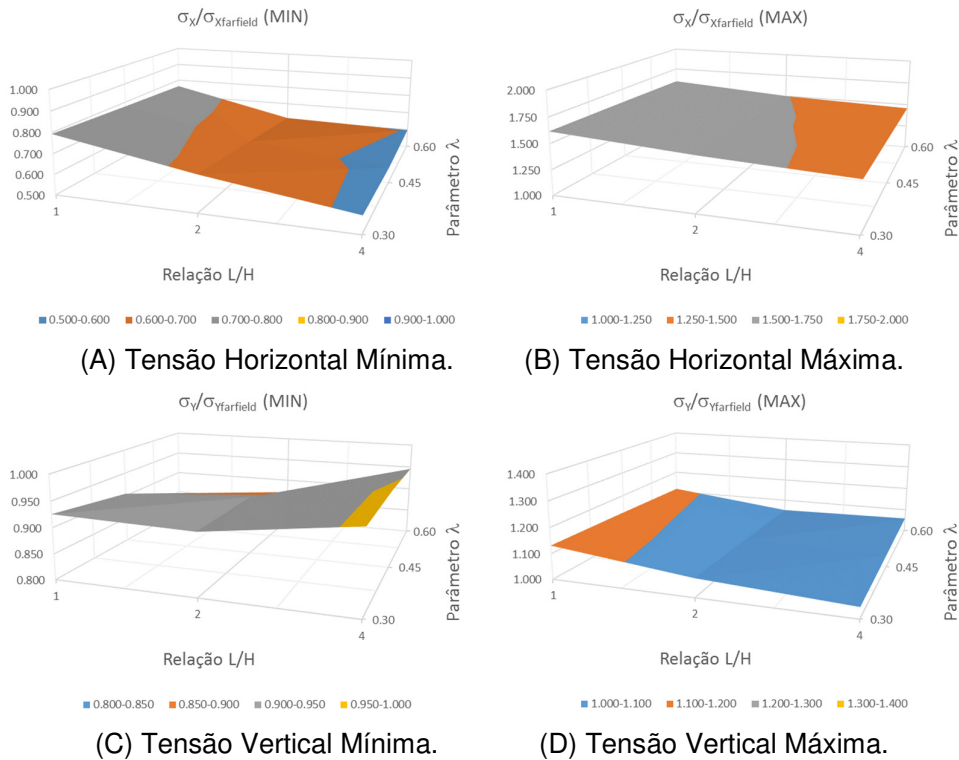 σX/σXfarfield (MIN)
1.000
0.900
0.800
0.700
0.600
0.500
1
2
4
0.60
0.45
0.30
Parâmetro λ
Relação L/H
0.500-0.600 0.600-0.700 0.700-0.800 0.800-0.900 0.900-1.000
(A) Tensão Horizontal Mínima.
σX/σXfarfield (MAX)
2.000
1.750
1.500
1.250
1.000
1
2
4
0.60
0.45
0.30
Parâmetro λ
Relação L/H
1.000-1.250 1.250-1.500 1.500-1.750 1.750-2.000
(B) Tensão Horizontal Máxima.
σY/σYfarfield (MIN)
1.000
0.950
0.900
0.850
0.800
1
2
4
0.60
0.45
0.30
Parâmetro λ
Relação L/H
0.800-0.850 0.850-0.900 0.900-0.950 0.950-1.000
(C) Tensão Vertical Mínima.
σY/σYfarfield (MAX)
1.400
1.300
1.200
1.100
1.000
1
2
4
0.60
0.45
0.30
Parâmetro λ
Relação L/H
1.000-1.100 1.100-1.200 1.200-1.300 1.300-1.400
(D) Tensão Vertical Máxima.